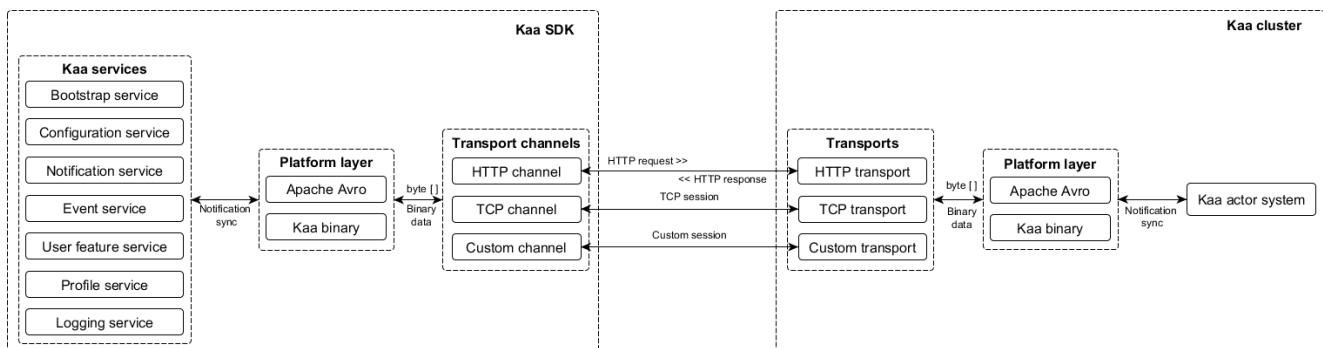 Kaa SDK
Kaa services
Bootstrap service
Configuration service
Notification service
Event service
User feature service
Profile service
Logging service
Notification
sync
Platform layer
Apache Avro
Kaa binary
byte [ ]
Binary
data
Transport channels
HTTP channel
TCP channel
Custom channel
HTTP request >>
<< HTTP response
TCP session
Custom session
Kaa cluster
Transports
HTTP transport
TCP transport
Custom transport
byte [ ]
Binary
data
Platform layer
Apache Avro
Kaa binary
Notification
sync
Kaa actor system